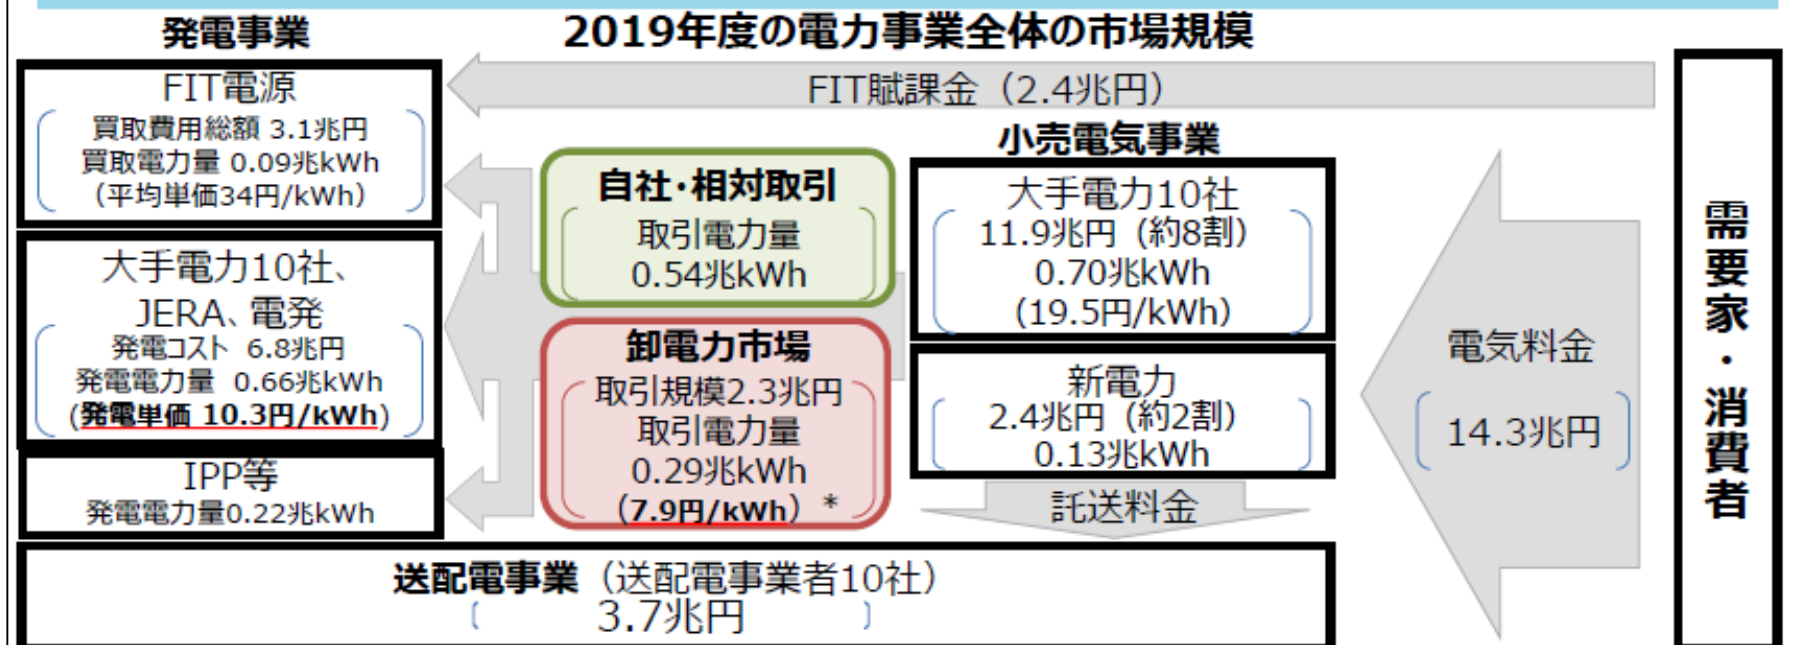 2019年度の電力事業全体の市場規模
発電事業
FIT電源
買取費用総額 3.1兆円
買取電力量 0.09兆kWh
（平均単価34円/kWh）
大手電力10社、
JERA、電発
発電コスト 6.8兆円
発電電力量 0.66兆kWh
(発電単価 10.3円/kWh)
IPP等
発電電力量0.22兆kWh
FIT賦課金（2.4兆円）
自社・相対取引
取引電力量
0.54兆kWh
卸電力市場
取引規模2.3兆円
取引電力量
0.29兆kWh
（7.9円/kWh）*
小売電気事業
大手電力10社
11.9兆円（約8割）
0.70兆kWh
(19.5円/kWh)
新電力
2.4兆円（約2割）
0.13兆kWh
託送料金
電気料金
14.3兆円
需要家・消費者
送配電事業（送配電事業者10社）
3.7兆円